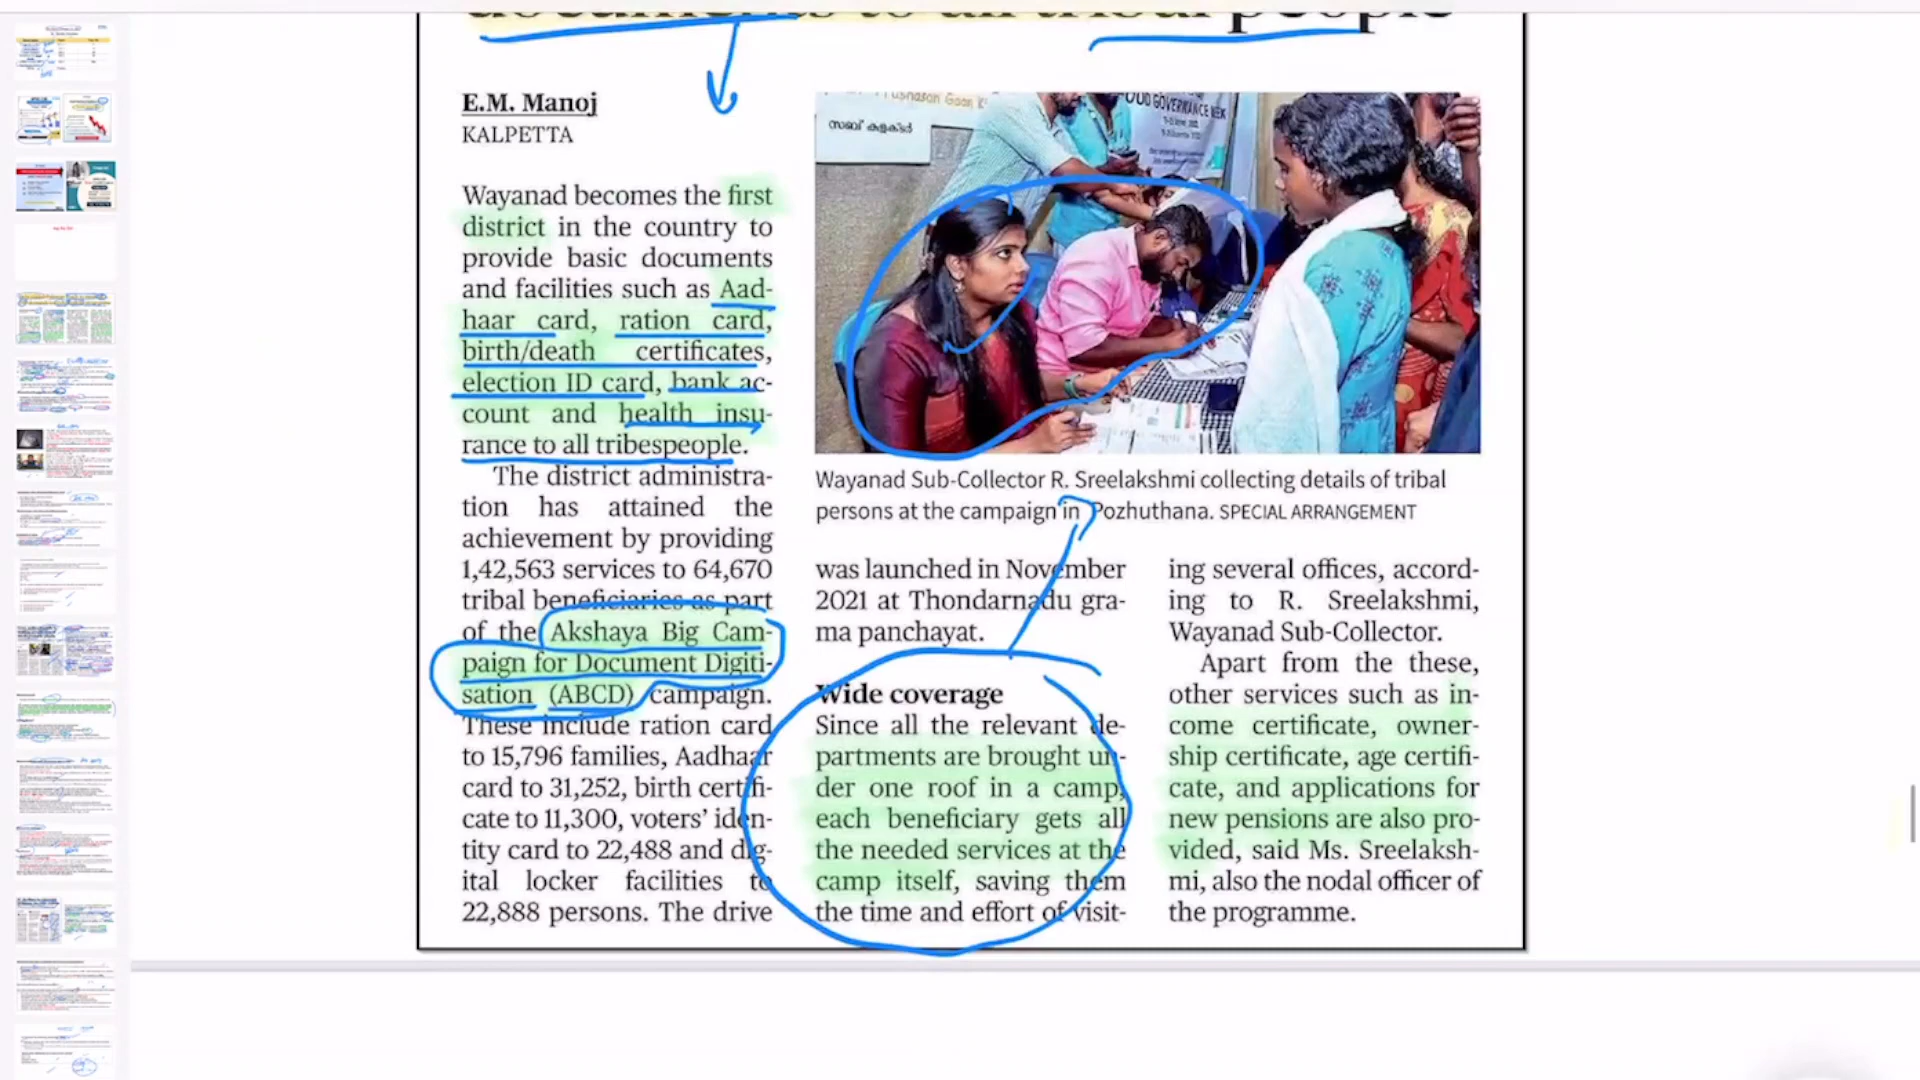 documents to all tribal people
E.M. Manoj
KALPETTA
Wayanad becomes the first
district in the country to
provide basic documents
and facilities such as Aad-
haar card, ration card,
birth/death certificates,
election ID card, bank ac-
count and health insu-
rance to all tribespeople.
The district administra-
tion has attained the
achievement by providing
1,42,563 services to 64,670
tribal beneficiaries as part
of the Akshaya Big Cam-
paign for Document Digiti-
sation (ABCD) campaign.
These include ration card
to 15,796 families, Aadhaar
card to 31,252, birth certifi-
cate to 11,300, voters' iden-
tity card to 22,488 and dig-
ital locker facilities to
22,888 persons. The drive
സബ് കളക്ടർ
GOVERNANCE WEEK
Wayanad Sub-Collector R. Sreelakshmi collecting details of tribal
persons at the campaign in Pozhuthana. SPECIAL ARRANGEMENT
was launched in November
2021 at Thondarnadu gra-
ma panchayat.
Wide coverage
Since all the relevant de-
partments are brought un-
der one roof in a camp,
each beneficiary gets all
the needed services at the
camp itself, saving them
the time and effort of visit-
ing several offices, accord-
ing to R. Sreelakshmi,
Wayanad Sub-Collector.
Apart from the these,
other services such as in-
come certificate, owner-
ship certificate, age certifi-
cate, and applications for
new pensions are also pro-
vided, said Ms. Sreelaksh-
mi, also the nodal officer of
the programme.